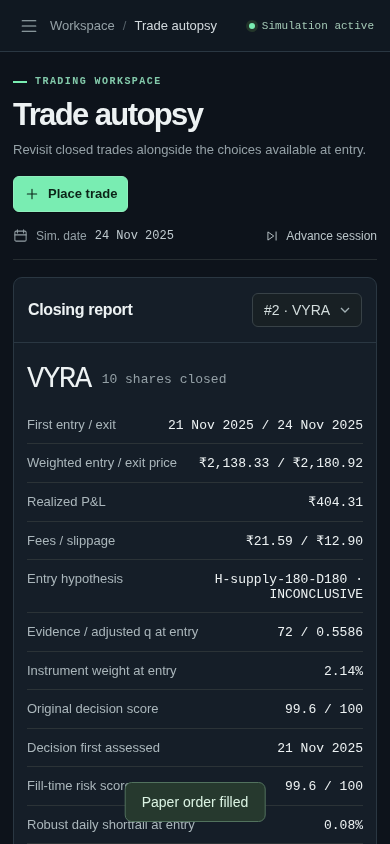 Workspace / Trade autopsy
Simulation active
TRADING WORKSPACE
Trade autopsy
Revisit closed trades alongside the choices available at entry.
Place trade
Sim. date 24 Nov 2025
Advance session
Closing report
#2 · VYRA
VYRA 10 shares closed
First entry / exit 21 Nov 2025 / 24 Nov 2025
Weighted entry / exit price ₹2,138.33 / ₹2,180.92
Realized P&L ₹404.31
Fees / slippage ₹21.59 / ₹12.90
Entry hypothesis H-supply-180-D180 ·
INCONCLUSIVE
Evidence / adjusted q at entry 72 / 0.5586
Instrument weight at entry 2.14%
Original decision score 99.6 / 100
Decision first assessed 21 Nov 2025
Fill-time risk score 99.6 / 100
Paper order filled
Robust daily shortfall at entry 0.08%